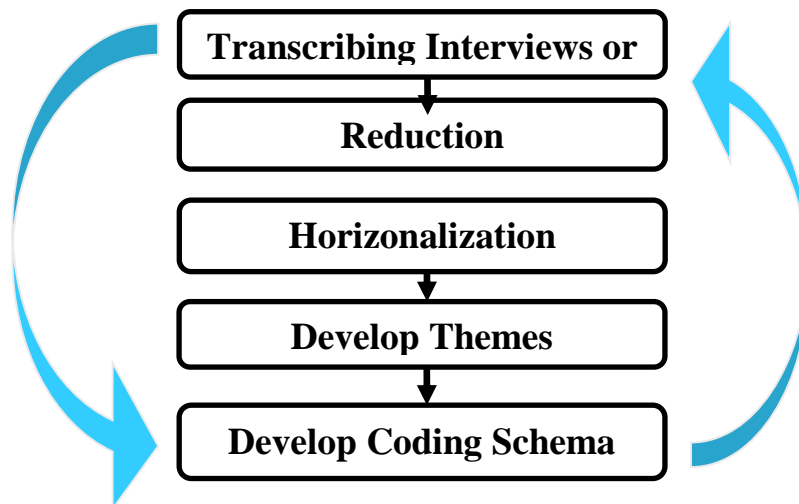 Transcribing Interviews or
Reduction
Horizonalization
Develop Themes
Develop Coding Schema